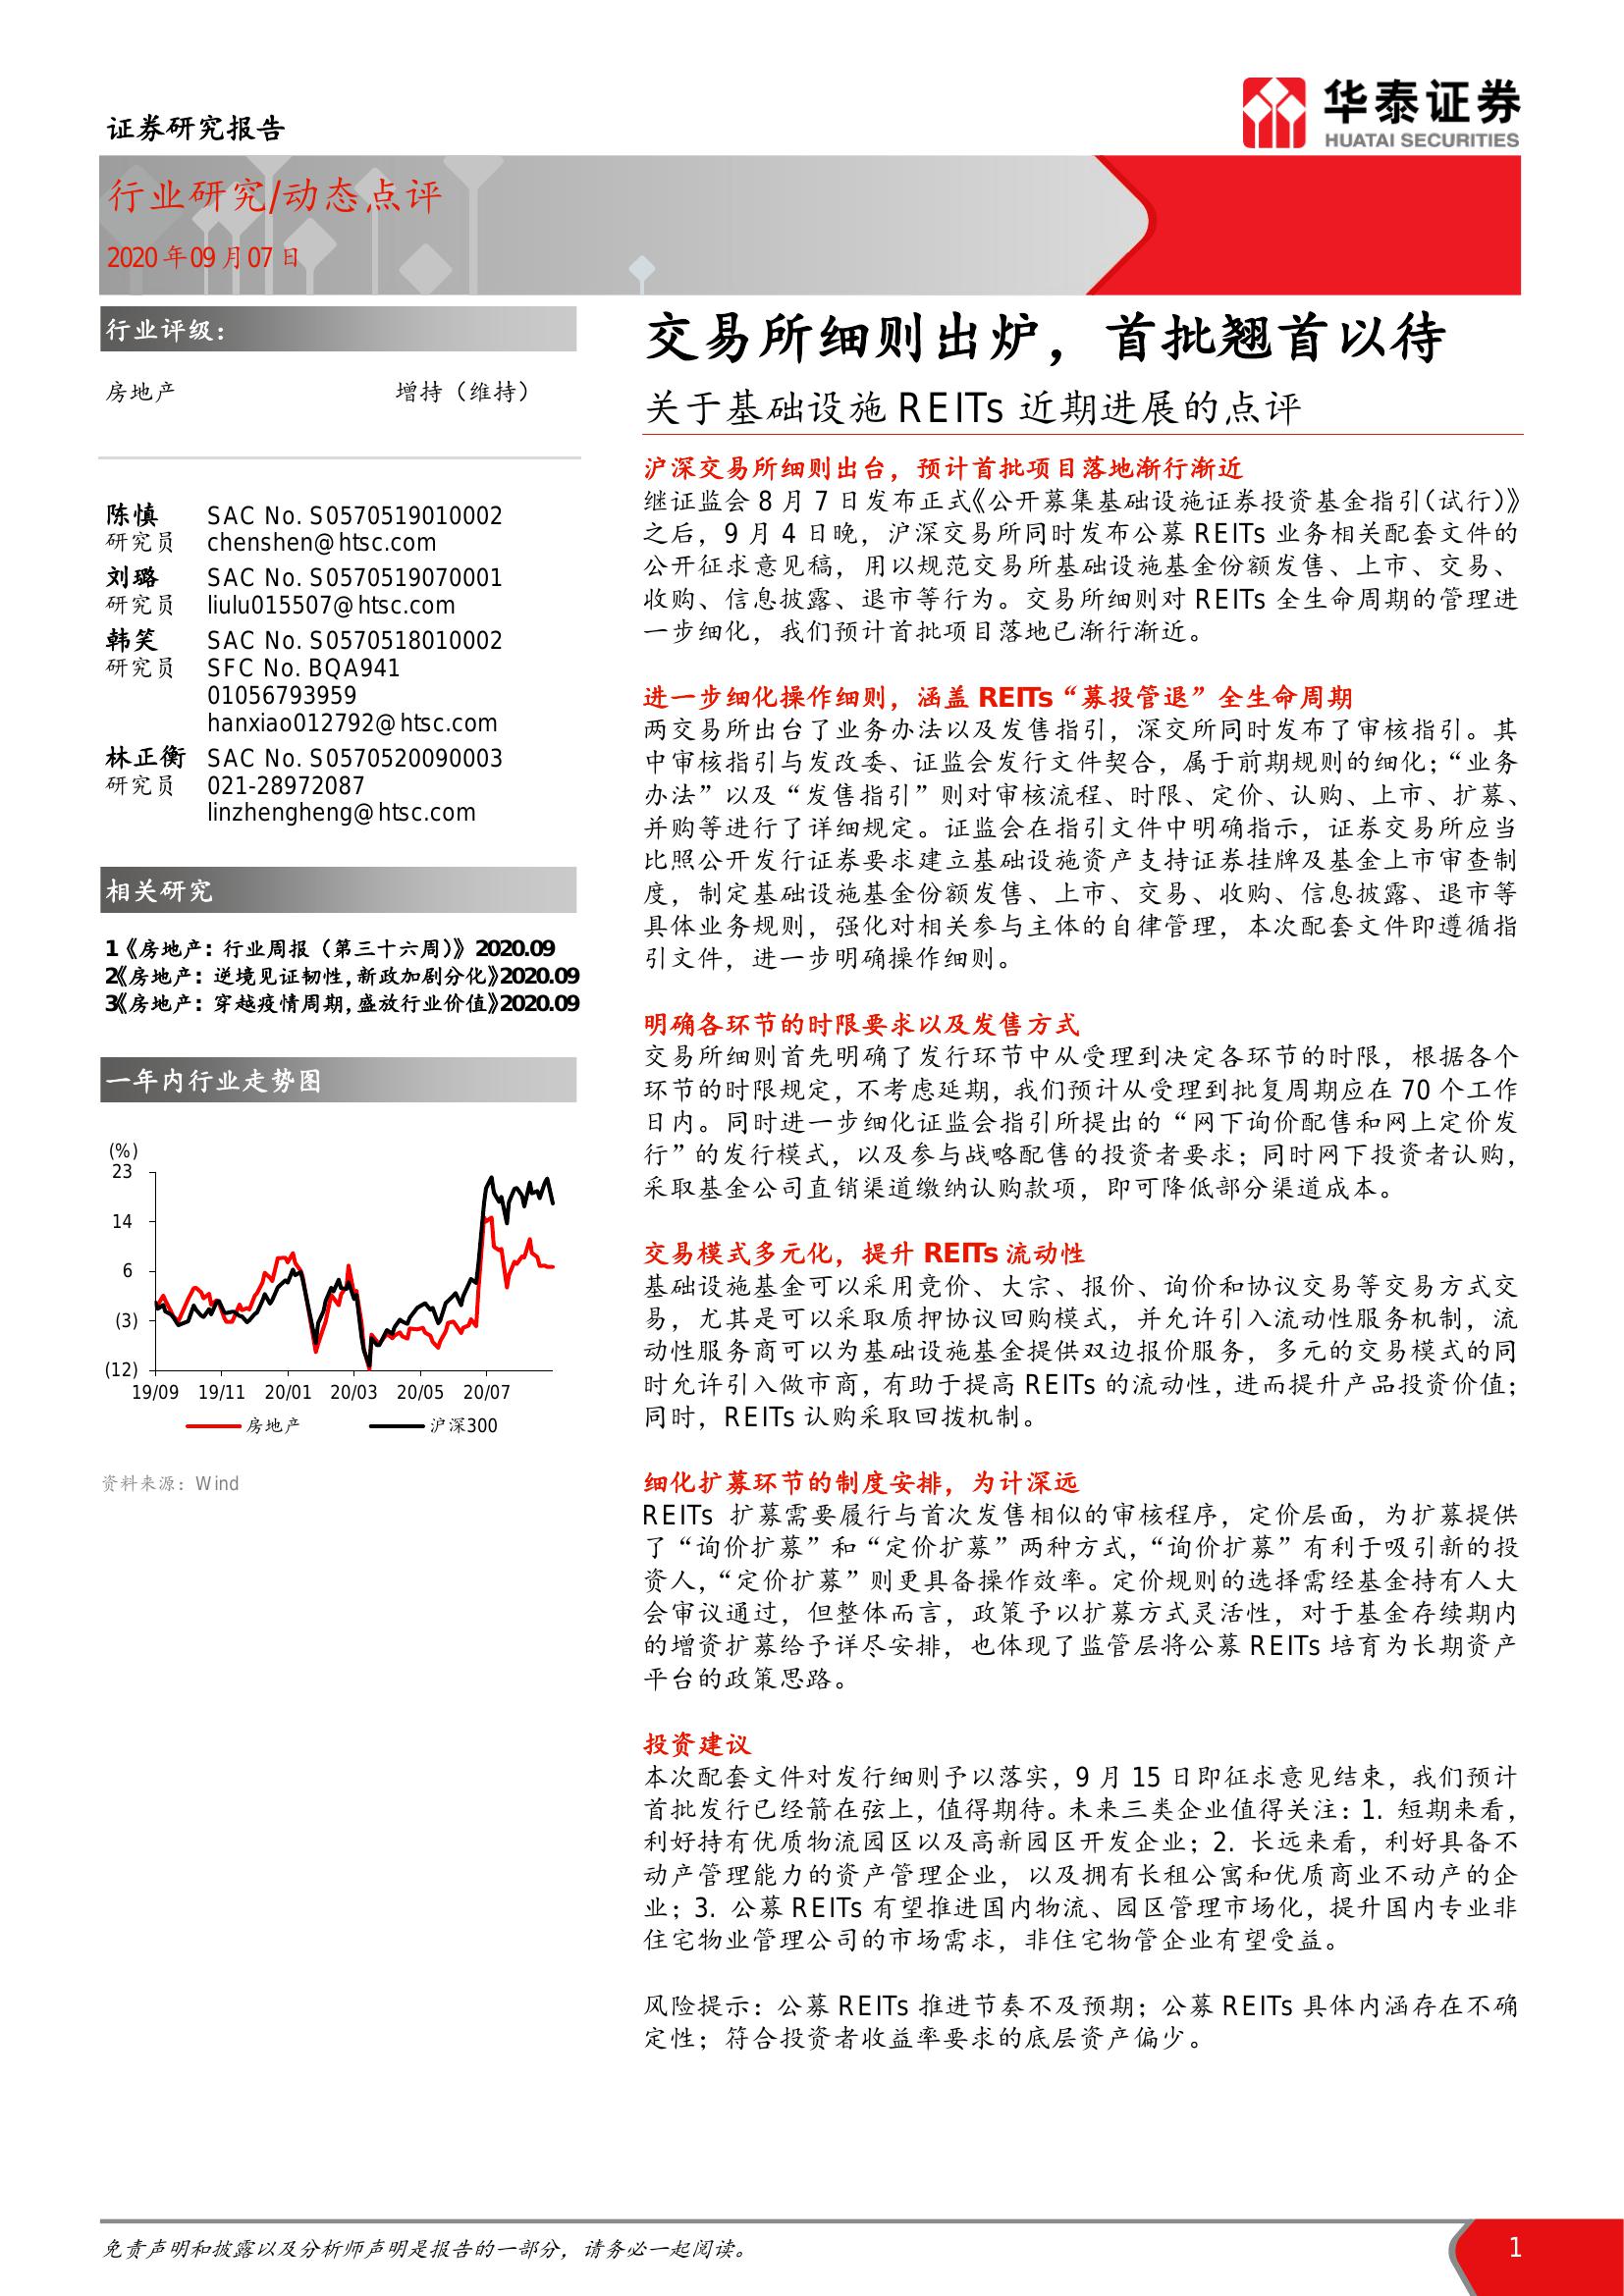 证券研究报告
华泰证券
HUATAI SECURITIES
行业研究/动态点评
2020年09月07日
行业评级：
房地产 增持（维持）
陈慎 SAC No. S0570519010002
研究员 chenshen@htsc.com
刘璐 SAC No. S0570519070001
研究员 liulu015507@htsc.com
韩笑 SAC No. S0570518010002
研究员 SFC No. BQA941
01056793959
hanxiao012792@htsc.com
林正衡 SAC No. S0570520090003
研究员 021-28972087
linzhengheng@htsc.com
相关研究
1《房地产：行业周报（第三十六周）》2020.09
2《房地产：逆境见证韧性,新政加剧分化》2020.09
3《房地产：穿越疫情周期,盛放行业价值》2020.09
一年内行业走势图
(%)
23
14
6
(3)
(12)
19/09 19/11 20/01 20/03 20/05 20/07
房地产 沪深300
资料来源：Wind
交易所细则出炉，首批翘首以待
关于基础设施 REITs 近期进展的点评
沪深交易所细则出台，预计首批项目落地渐行渐近
继证监会 8 月 7 日发布正式《公开募集基础设施证券投资基金指引(试行)》
之后，9 月 4 日晚，沪深交易所同时发布公募 REITs 业务相关配套文件的
公开征求意见稿，用以规范交易所基础设施基金份额发售、上市、交易、
收购、信息披露、退市等行为。交易所细则对 REITs 全生命周期的管理进
一步细化，我们预计首批项目落地已渐行渐近。
进一步细化操作细则，涵盖 REITs“募投管退”全生命周期
两交易所出台了业务办法以及发售指引，深交所同时发布了审核指引。其
中审核指引与发改委、证监会发行文件契合，属于前期规则的细化；“业务
办法”以及“发售指引”则对审核流程、时限、定价、认购、上市、扩募、
并购等进行了详细规定。证监会在指引文件中明确指示，证券交易所应当
比照公开发行证券要求建立基础设施资产支持证券挂牌及基金上市审查制
度，制定基础设施基金份额发售、上市、交易、收购、信息披露、退市等
具体业务规则，强化对相关参与主体的自律管理，本次配套文件即遵循指
引文件，进一步明确操作细则。
明确各环节的时限要求以及发售方式
交易所细则首先明确了发行环节中从受理到决定各环节的时限，根据各个
环节的时限规定，不考虑延期，我们预计从受理到批复周期应在 70 个工作
日内。同时进一步细化证监会指引所提出的“网下询价配售和网上定价发
行”的发行模式，以及参与战略配售的投资者要求；同时网下投资者认购，
采取基金公司直销渠道缴纳认购款项，即可降低部分渠道成本。
交易模式多元化，提升 REITs 流动性
基础设施基金可以采用竞价、大宗、报价、询价和协议交易等交易方式交
易，尤其是可以采取质押协议回购模式，并允许引入流动性服务机制，流
动性服务商可以为基础设施基金提供双边报价服务，多元的交易模式的同
时允许引入做市商，有助于提高 REITs 的流动性，进而提升产品投资价值；
同时，REITs 认购采取回拨机制。
细化扩募环节的制度安排，为计深远
REITs 扩募需要履行与首次发售相似的审核程序，定价层面，为扩募提供
了“询价扩募”和“定价扩募”两种方式，“询价扩募”有利于吸引新的投
资人，“定价扩募”则更具备操作效率。定价规则的选择需经基金持有人大
会审议通过，但整体而言，政策予以扩募方式灵活性，对于基金存续期内
的增资扩募给予详尽安排，也体现了监管层将公募 REITs 培育为长期资产
平台的政策思路。
投资建议
本次配套文件对发行细则予以落实，9 月 15 日即征求意见结束，我们预计
首批发行已经箭在弦上，值得期待。未来三类企业值得关注：1. 短期来看，
利好持有优质物流园区以及高新园区开发企业；2. 长远来看，利好具备不
动产管理能力的资产管理企业，以及拥有长租公寓和优质商业不动产的企
业；3. 公募 REITs 有望推进国内物流、园区管理市场化，提升国内专业非
住宅物业管理公司的市场需求，非住宅物管企业有望受益。
风险提示：公募 REITs 推进节奏不及预期；公募 REITs 具体内涵存在不确
定性；符合投资者收益率要求的底层资产偏少。
免责声明和披露以及分析师声明是报告的一部分，请务必一起阅读。
1